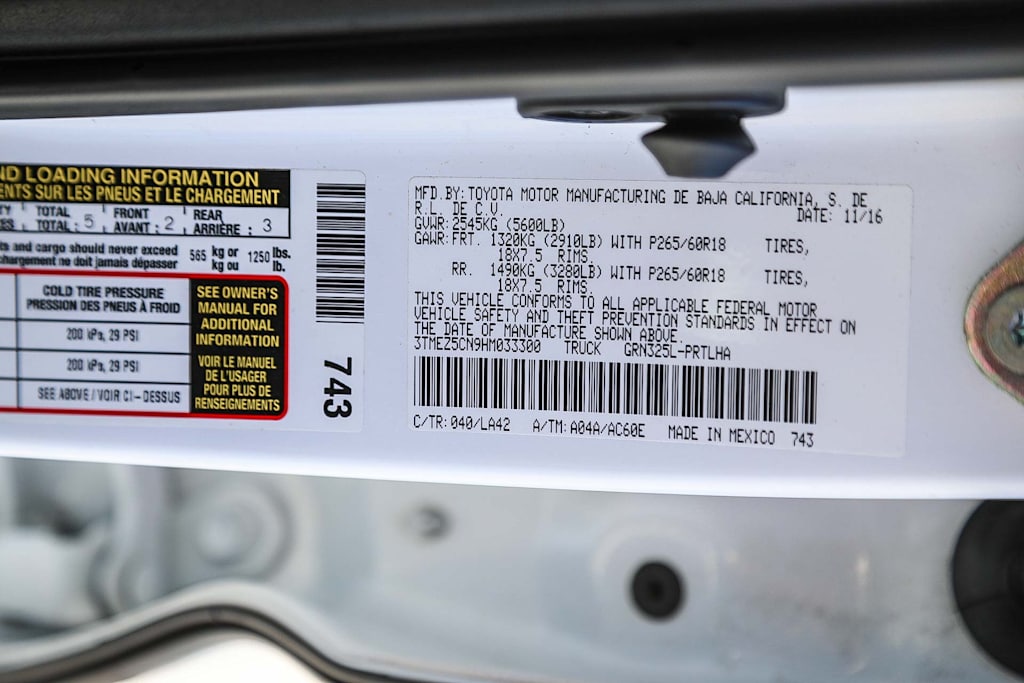 ND LOADING INFORMATION
ENTS SUR LES PNEUS ET LE CHARGEMENT
TOTAL FRONT REAR
TOTAL : 5 AVANT : 2 ARRIÈRE : 3
ts and cargo should never exceed 565 kg or 1250 lbs.
chargement ne doit jamais dépasser kg ou lb.
COLD TIRE PRESSURE
PRESSION DES PNEUS À FROID
200 kPa, 29 PSI
200 kPa, 29 PSI
SEE ABOVE / VOIR CI-DESSUS
SEE OWNER'S
MANUAL FOR
ADDITIONAL
INFORMATION
VOIR LE MANUEL
DE L'USAGER
POUR PLUS DE
RENSEIGNEMENTS
743
MFD. BY: TOYOTA MOTOR MANUFACTURING DE BAJA CALIFORNIA, S. DE
R.L. DE C.V. DATE: 11/16
GVWR: 2545KG (5600LB)
GAWR: FRT. 1320KG (2910LB) WITH P265/60R18 TIRES,
18X7.5 RIMS.
RR. 1490KG (3280LB) WITH P265/60R18 TIRES,
18X7.5 RIMS.
THIS VEHICLE CONFORMS TO ALL APPLICABLE FEDERAL MOTOR
VEHICLE SAFETY AND THEFT PREVENTION STANDARDS IN EFFECT ON
THE DATE OF MANUFACTURE SHOWN ABOVE.
3TMEZ5CN9HM033300 TRUCK GRN325L-PRTLHA
C/TR: 040/LA42 A/TM: A04A/AC60E MADE IN MEXICO 743